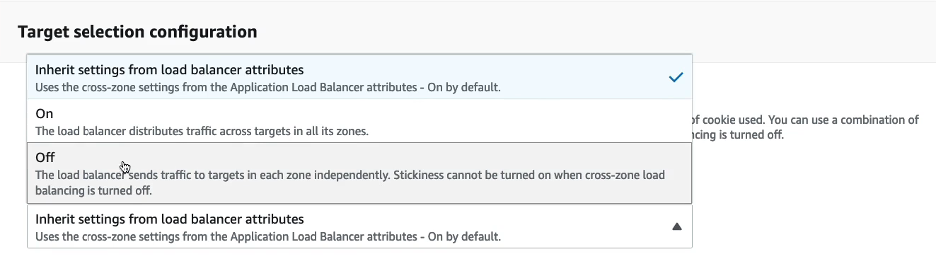 Target selection configuration
Inherit settings from load balancer attributes
Uses the cross-zone settings from the Application Load Balancer attributes - On by default.
On
The load balancer distributes traffic across targets in all its zones.
of cookie used. You can use a combination of
ncing is turned off.
Off
The load balancer sends traffic to targets in each zone independently. Stickiness cannot be turned on when cross-zone load
balancing is turned off.
Inherit settings from load balancer attributes
Uses the cross-zone settings from the Application Load Balancer attributes - On by default.